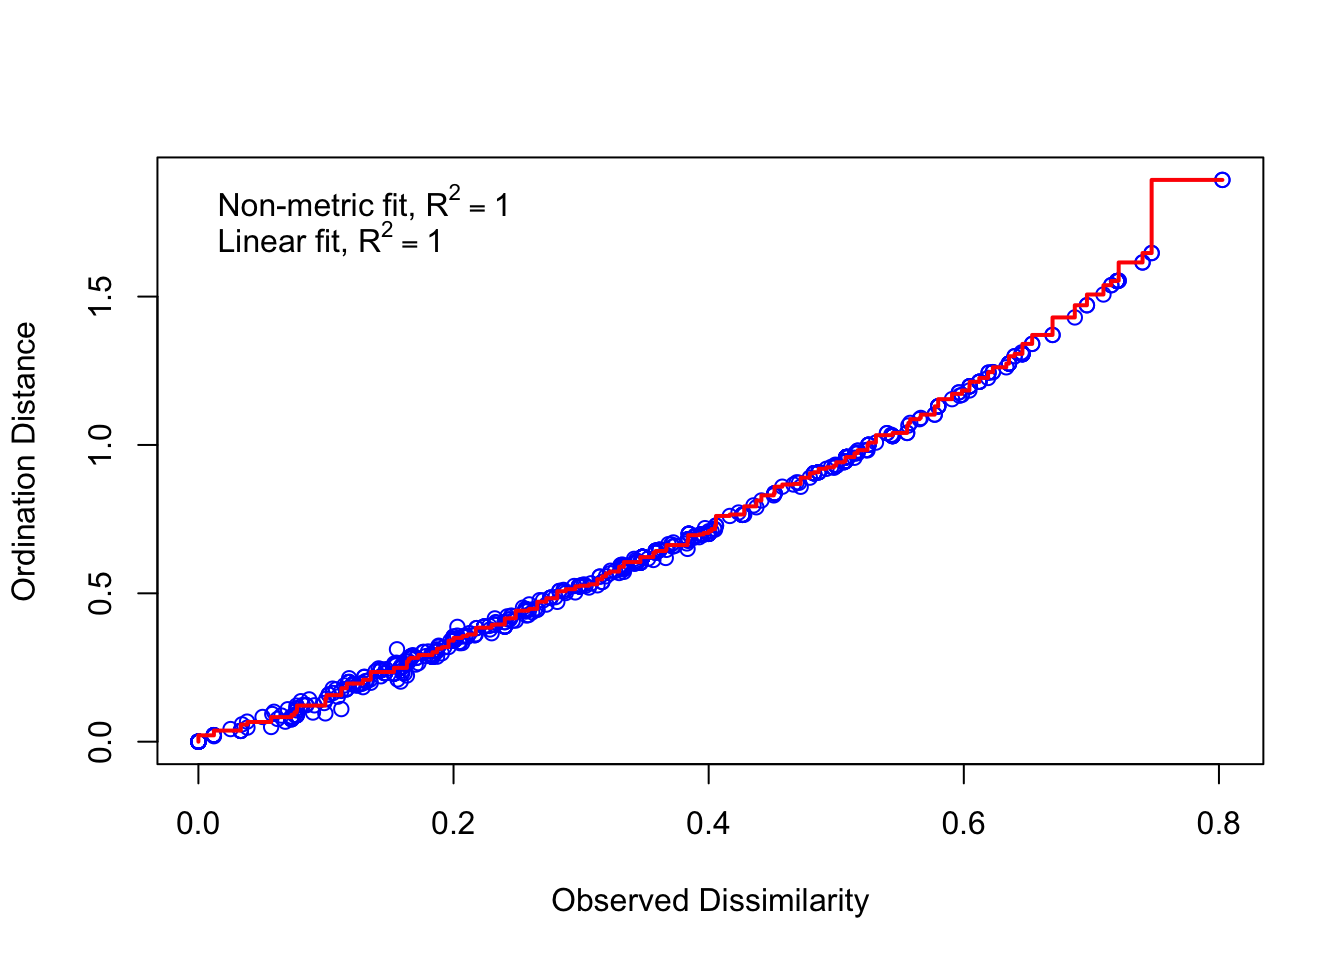 Non-metric fit, R² = 1
Linear fit, R² = 1
Ordination Distance
1.5
1.0
0.5
0.0
0.0 0.2 0.4 0.6 0.8
Observed Dissimilarity